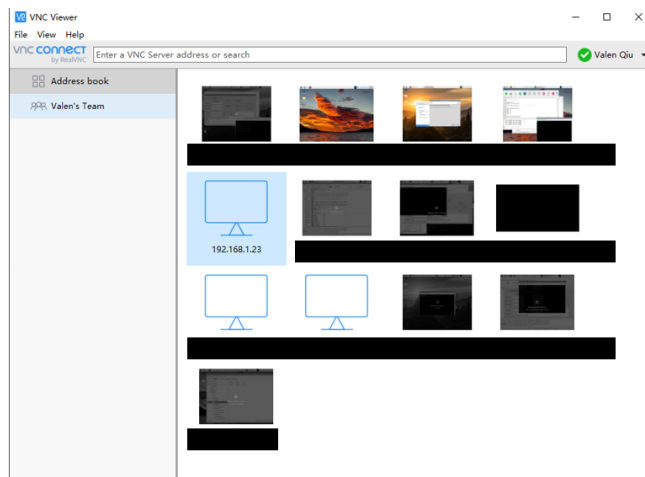 VNC Viewer
File View Help
VNC CONNECT
by RealVNC
Enter a VNC Server address or search
Valen Qiu
Address book
Valen's Team
192.168.1.23